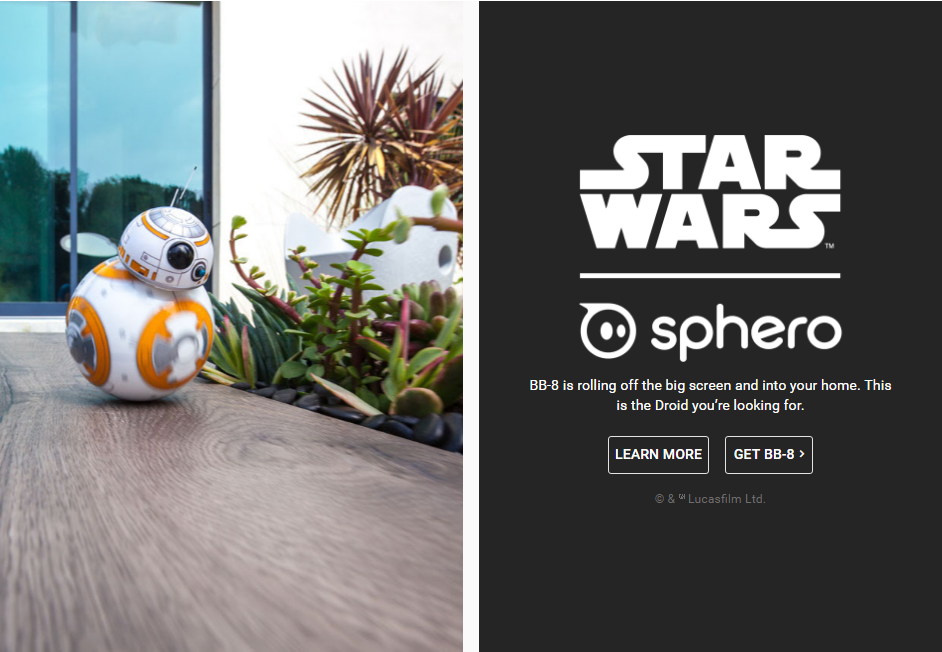 STAR
WARS™
sphero
BB-8 is rolling off the big screen and into your home. This
is the Droid you’re looking for.
LEARN MORE
GET BB-8 ›
© & ™ Lucasfilm Ltd.